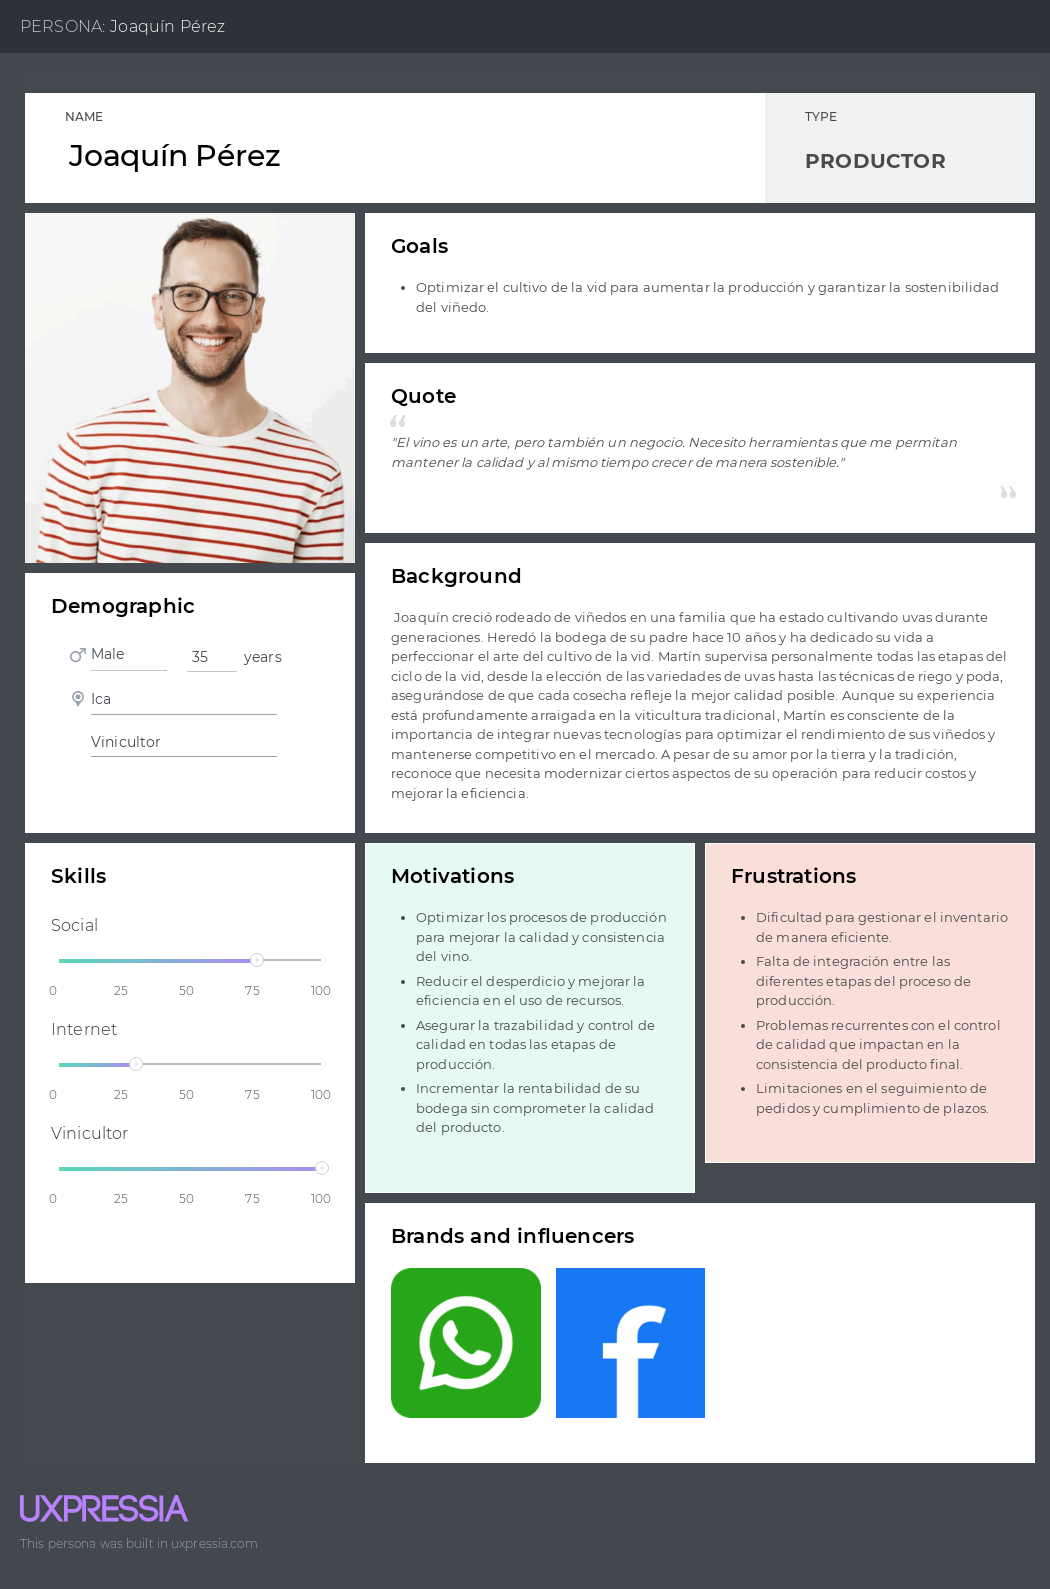 PERSONA: Joaquín Pérez
NAME
Joaquín Pérez
TYPE
PRODUCTOR
Goals
Optimizar el cultivo de la vid para aumentar la producción y garantizar la sostenibilidad
del viñedo.
Quote
"El vino es un arte, pero también un negocio. Necesito herramientas que me permitan
mantener la calidad y al mismo tiempo crecer de manera sostenible."
Demographic
Male
35 years
Ica
Vinicultor
Background
Joaquín creció rodeado de viñedos en una familia que ha estado cultivando uvas durante
generaciones. Heredó la bodega de su padre hace 10 años y ha dedicado su vida a
perfeccionar el arte del cultivo de la vid. Martín supervisa personalmente todas las etapas del
ciclo de la vid, desde la elección de las variedades de uvas hasta las técnicas de riego y poda,
asegurándose de que cada cosecha refleje la mejor calidad posible. Aunque su experiencia
está profundamente arraigada en la viticultura tradicional, Martín es consciente de la
importancia de integrar nuevas tecnologías para optimizar el rendimiento de sus viñedos y
mantenerse competitivo en el mercado. A pesar de su amor por la tierra y la tradición,
reconoce que necesita modernizar ciertos aspectos de su operación para reducir costos y
mejorar la eficiencia.
Skills
Social
0 25 50 75 100
Internet
0 25 50 75 100
Vinicultor
0 25 50 75 100
Motivations
Optimizar los procesos de producción
para mejorar la calidad y consistencia
del vino.
Reducir el desperdicio y mejorar la
eficiencia en el uso de recursos.
Asegurar la trazabilidad y control de
calidad en todas las etapas de
producción.
Incrementar la rentabilidad de su
bodega sin comprometer la calidad
del producto.
Frustrations
Dificultad para gestionar el inventario
de manera eficiente.
Falta de integración entre las
diferentes etapas del proceso de
producción.
Problemas recurrentes con el control
de calidad que impactan en la
consistencia del producto final.
Limitaciones en el seguimiento de
pedidos y cumplimiento de plazos.
Brands and influencers
UXPRESSIA
This persona was built in uxpressia.com